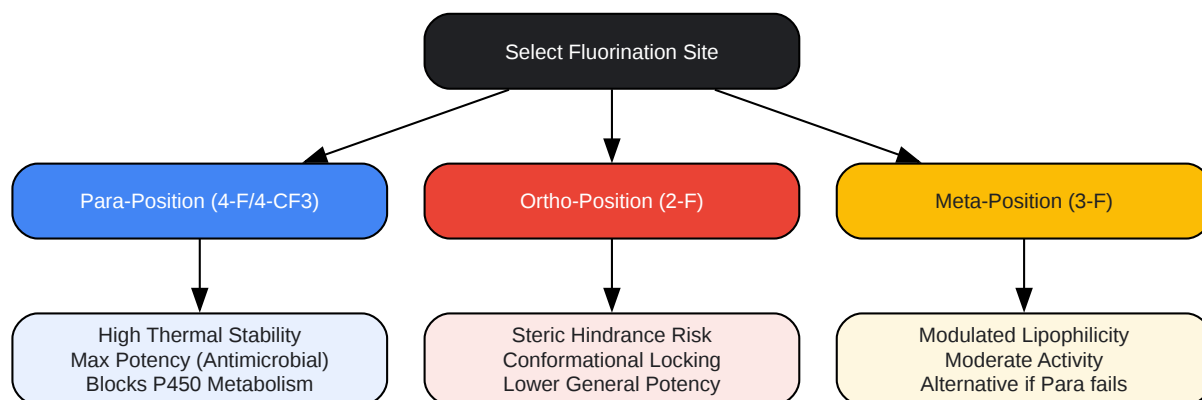 Select Fluorination Site
Para-Position (4-F/4-CF3)
Ortho-Position (2-F)
Meta-Position (3-F)
High Thermal Stability
Max Potency (Antimicrobial)
Blocks P450 Metabolism
Steric Hindrance Risk
Conformational Locking
Lower General Potency
Modulated Lipophilicity
Moderate Activity
Alternative if Para fails